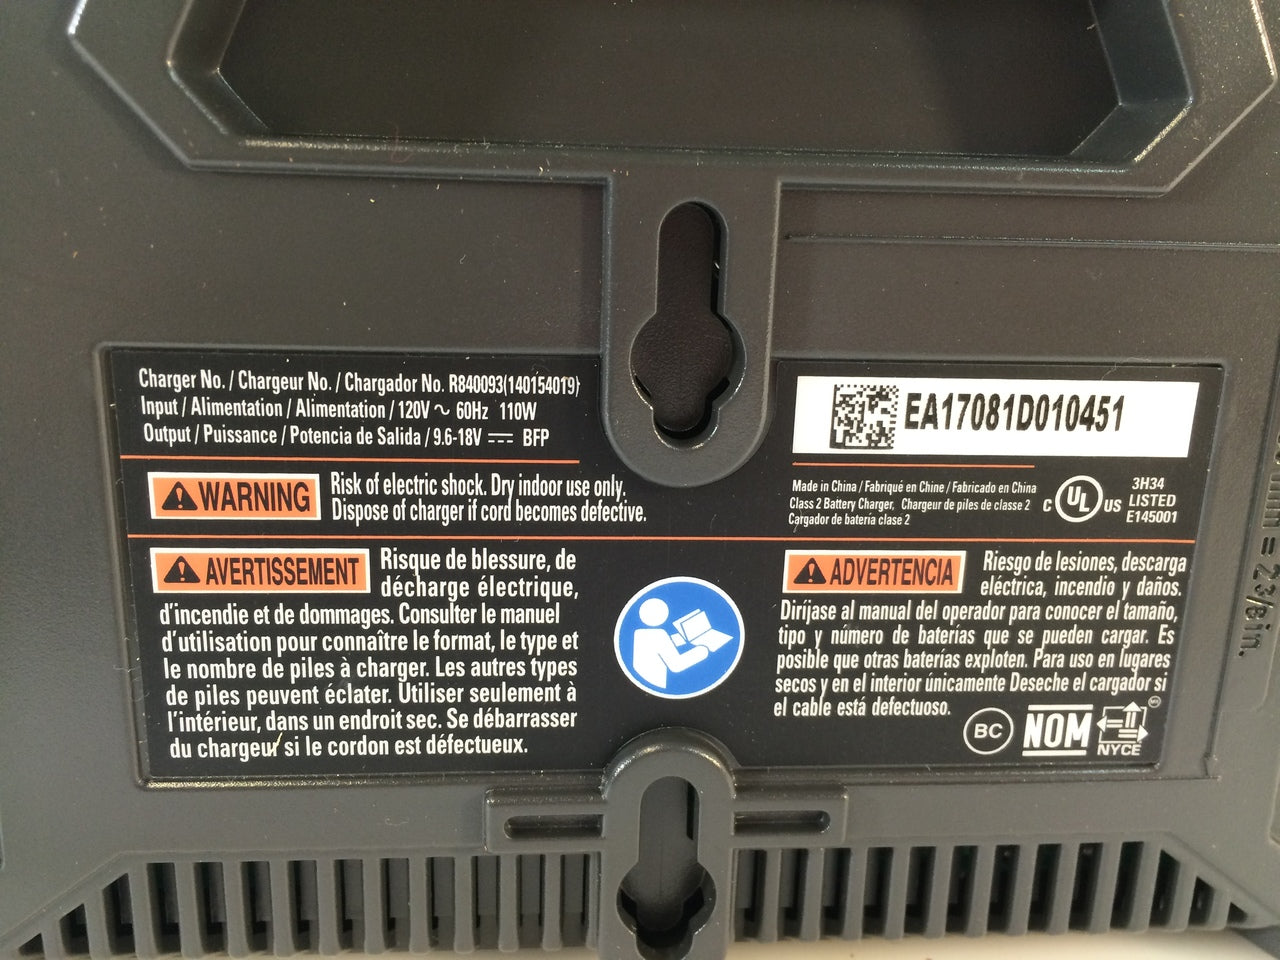 Charger No. / Chargeur No. / Chargador No. R840093(140154019)
Input / Alimentation / Alimentation / 120V ~ 60Hz 110W
Output / Puissance / Potencia de Salida / 9.6-18V ⎓ BFP
WARNING
Risk of electric shock. Dry indoor use only.
Dispose of charger if cord becomes defective.
EA17081D010451
Made in China / Fabriqué en Chine / Fabricado en China
Class 2 Battery Charger, Chargeur de piles de classe 2
Cargador de batería clase 2
C UL US
3H34
LISTED
E145001
AVERTISSEMENT
Risque de blessure, de
décharge électrique,
d'incendie et de dommages. Consulter le manuel
d'utilisation pour connaître le format, le type et
le nombre de piles à charger. Les autres types
de piles peuvent éclater. Utiliser seulement à
l'intérieur, dans un endroit sec. Se débarrasser
du chargeur si le cordon est défectueux.
ADVERTENCIA
Riesgo de lesiones, descarga
eléctrica, incendio y daños.
Diríjase al manual del operador para conocer el tamaño,
tipo y número de baterías que se pueden cargar. Es
posible que otras baterías exploten. Para uso en lugares
secos y en el interior únicamente Deseche el cargador si
el cable está defectuoso.
BC
NOM
NYCE